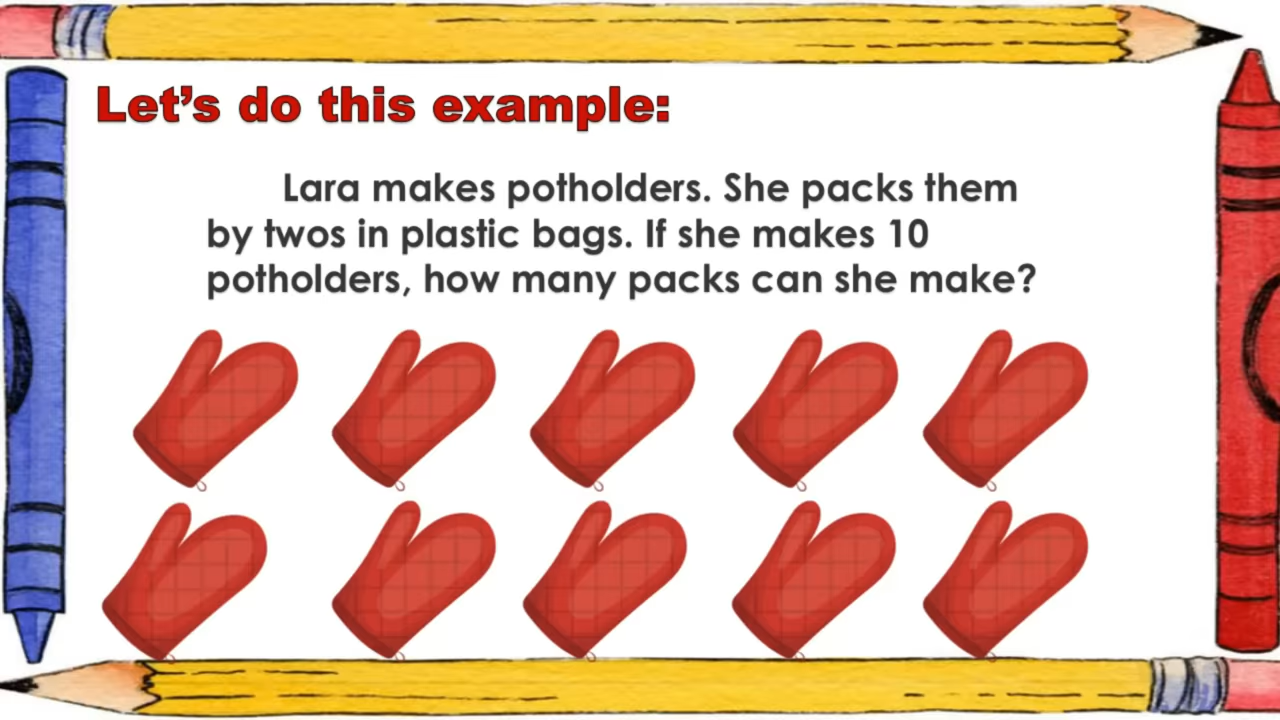 Let's do this example:
Lara makes potholders. She packs them
by twos in plastic bags. If she makes 10
potholders, how many packs can she make?